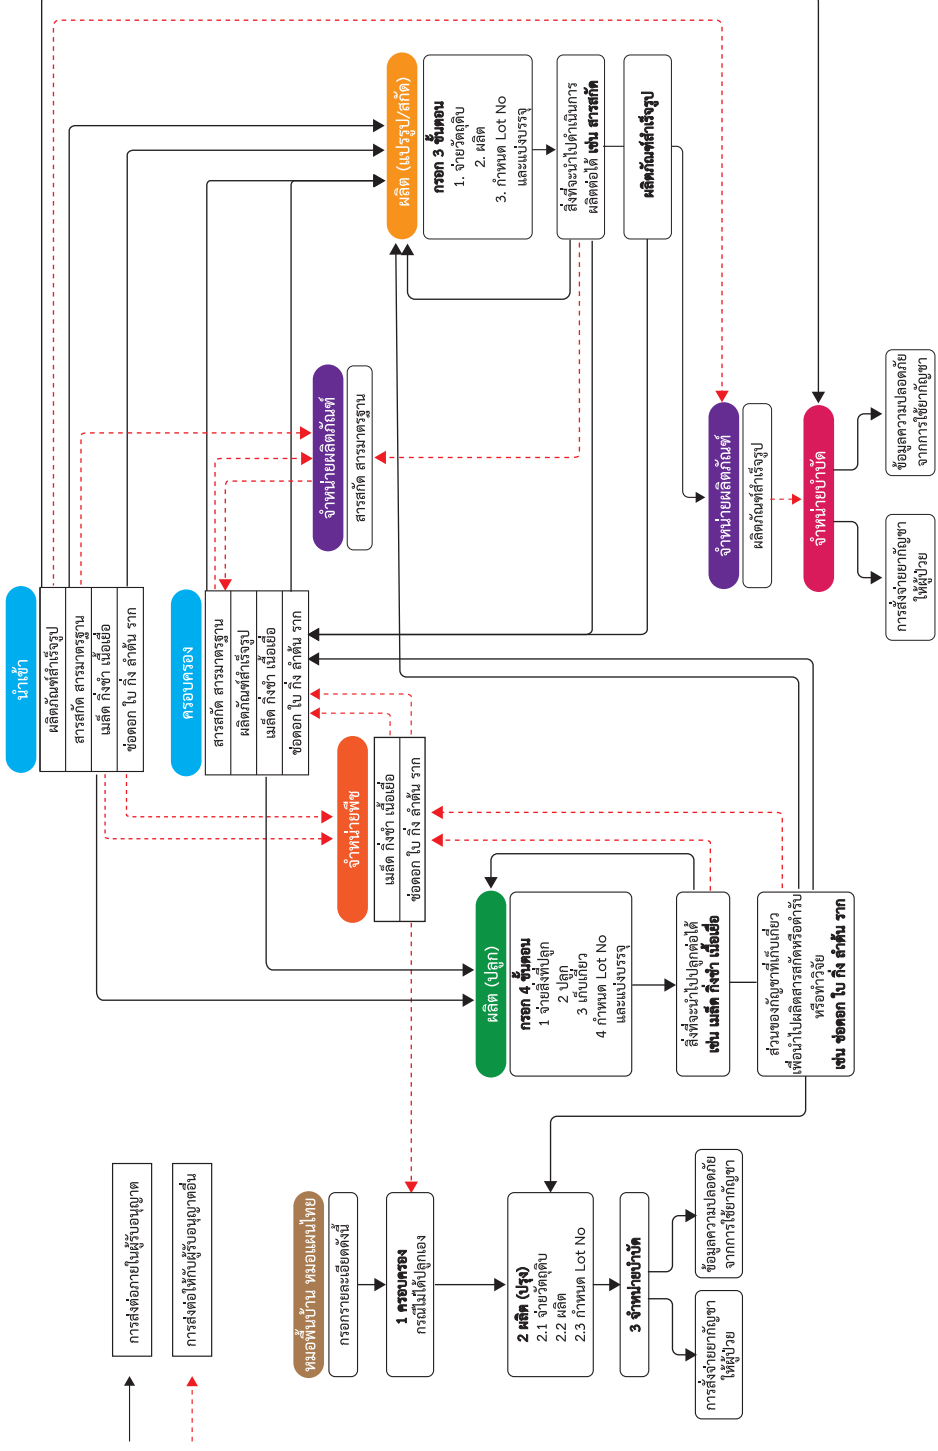 นำเข้า
ผลิตภัณฑ์สำเร็จรูป
สารสกัด สารมาตรฐาน
เมล็ด กิ่งชำ เนื้อเยื่อ
ช่อดอก ใบ กิ่ง ลำต้น ราก
ครอบครอง
สารสกัด สารมาตรฐาน
ผลิตภัณฑ์สำเร็จรูป
เมล็ด กิ่งชำ เนื้อเยื่อ
ช่อดอก ใบ กิ่ง ลำต้น ราก
จำหน่ายผลิตภัณฑ์
สารสกัด สารมาตรฐาน
ผลิต (แปรรูป/สกัด)
กรอก 3 ขั้นตอน
1. จ่ายวัตถุดิบ
2. ผลิต
3. กำหนด Lot No
และแบ่งบรรจุ
สิ่งที่จะนำไปดำเนินการ
ผลิตต่อได้ เช่น สารสกัด
ผลิตภัณฑ์สำเร็จรูป
จำหน่ายพืช
เมล็ด กิ่งชำ เนื้อเยื่อ
ช่อดอก ใบ กิ่ง ลำต้น ราก
ผลิต (ปลูก)
กรอก 4 ขั้นตอน
1 จ่ายสิ่งที่ปลูก
2 ปลูก
3 เก็บเกี่ยว
4 กำหนด Lot No
และแบ่งบรรจุ
สิ่งที่จะนำไปปลูกต่อได้
เช่น เมล็ด กิ่งชำ เนื้อเยื่อ
ส่วนของกัญชาที่เก็บเกี่ยว
เพื่อนำไปผลิตสารสกัดหรือตำรับ
หรือทำวิจัย
เช่น ช่อดอก ใบ กิ่ง ลำต้น ราก
จำหน่ายผลิตภัณฑ์
ผลิตภัณฑ์สำเร็จรูป
จำหน่ายบำบัด
การสั่งจ่ายยากัญชา
ให้ผู้ป่วย
ข้อมูลความปลอดภัย
จากการใช้ยากัญชา
การส่งต่อภายในผู้รับอนุญาต
การส่งต่อให้กับผู้รับอนุญาตอื่น
หมอพื้นบ้าน หมอแผนไทย
กรอกรายละเอียดดังนี้
1 ครอบครอง
กรณีไม่ได้ปลูกเอง
2 ผลิต (ปรุง)
2.1 จ่ายวัตถุดิบ
2.2 ผลิต
2.3 กำหนด Lot No
3 จำหน่ายบำบัด
การสั่งจ่ายยากัญชา
ให้ผู้ป่วย
ข้อมูลความปลอดภัย
จากการใช้ยากัญชา